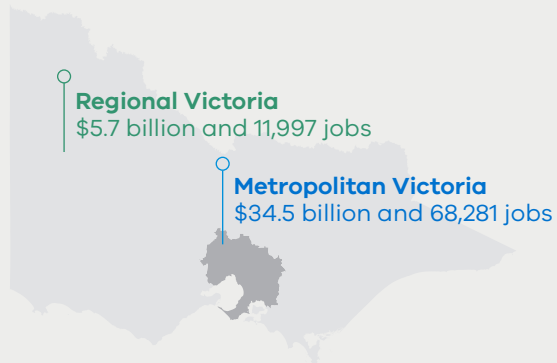 Regional Victoria
$5.7 billion and 11,997 jobs
Metropolitan Victoria
$34.5 billion and 68,281 jobs